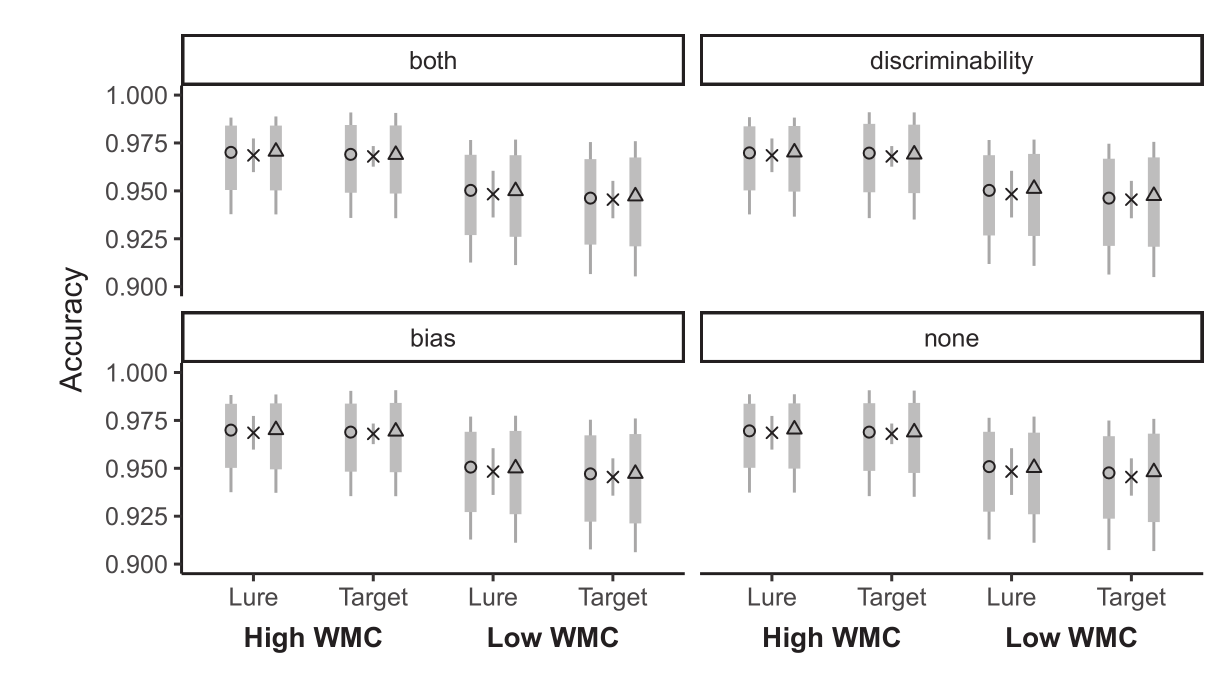 both discriminability
1.000
0.975
0.950
0.925
0.900
Accuracy
bias none
1.000
0.975
0.950
0.925
0.900
Lure Target Lure Target Lure Target Lure Target
High WMC Low WMC High WMC Low WMC